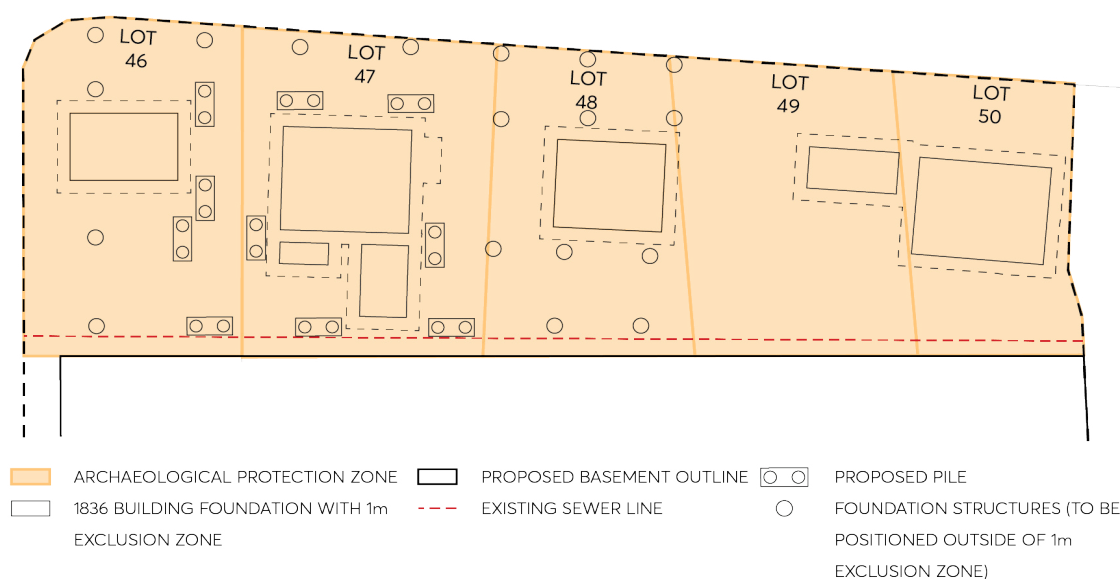 LOT
46
LOT
47
LOT
48
LOT
49
LOT
50
ARCHAEOLOGICAL PROTECTION ZONE
1836 BUILDING FOUNDATION WITH 1m
EXCLUSION ZONE
PROPOSED BASEMENT OUTLINE
EXISTING SEWER LINE
PROPOSED PILE
FOUNDATION STRUCTURES (TO BE
POSITIONED OUTSIDE OF 1m
EXCLUSION ZONE)